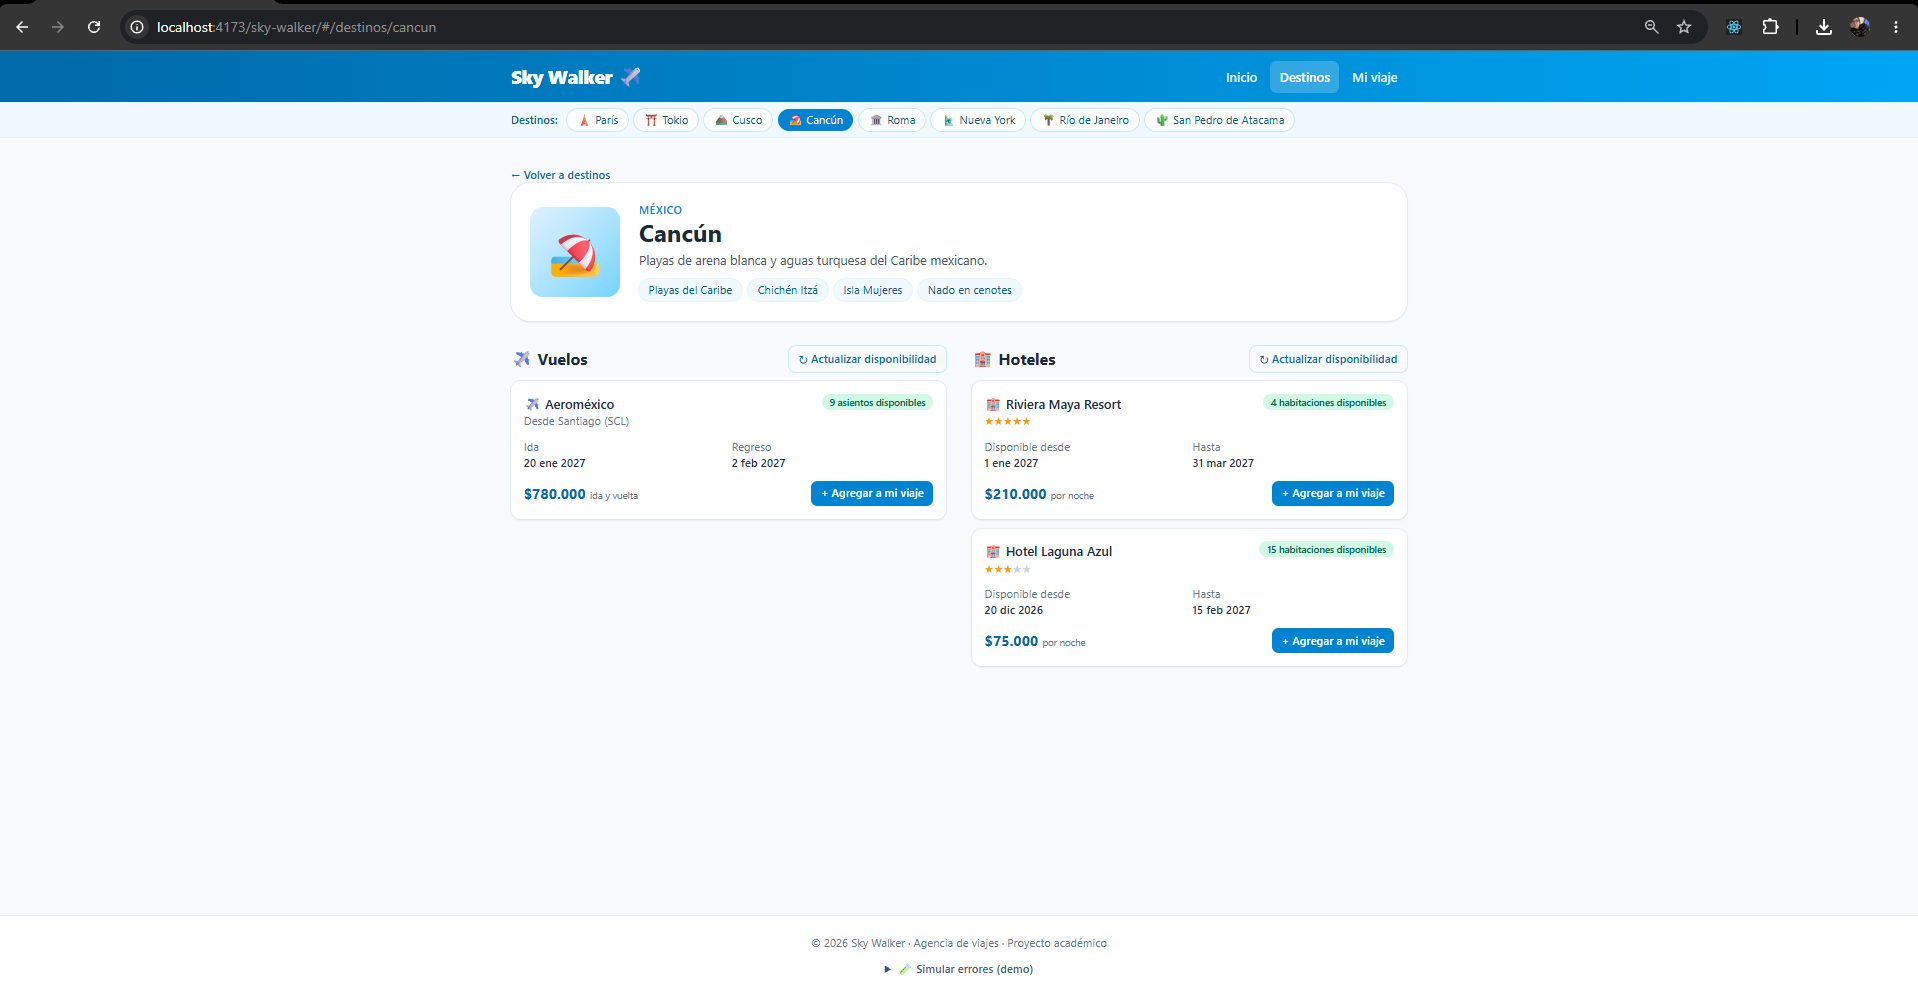 localhost:4173/sky-walker/#/destinos/cancun
Sky Walker
Inicio
Destinos
Mi viaje
Destinos:
París
Tokio
Cusco
Cancún
Roma
Nueva York
Río de Janeiro
San Pedro de Atacama
← Volver a destinos
MÉXICO
Cancún
Playas de arena blanca y aguas turquesa del Caribe mexicano.
Playas del Caribe
Chichén Itzá
Isla Mujeres
Nado en cenotes
Vuelos
↻ Actualizar disponibilidad
Aeroméxico
9 asientos disponibles
Desde Santiago (SCL)
Ida
Regreso
20 ene 2027
2 feb 2027
$780.000 ida y vuelta
+ Agregar a mi viaje
Hoteles
↻ Actualizar disponibilidad
Riviera Maya Resort
4 habitaciones disponibles
★★★★★
Disponible desde
Hasta
1 ene 2027
31 mar 2027
$210.000 por noche
+ Agregar a mi viaje
Hotel Laguna Azul
15 habitaciones disponibles
★★★★★
Disponible desde
Hasta
20 dic 2026
15 feb 2027
$75.000 por noche
+ Agregar a mi viaje
© 2026 Sky Walker · Agencia de viajes · Proyecto académico
▶ Simular errores (demo)